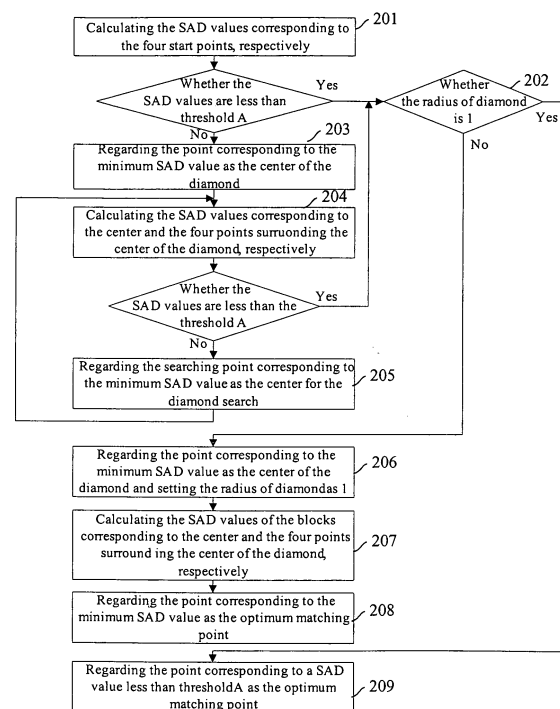 Calculating the SAD values corresponding to
the four start points, respectively
201
Whether the
SAD values are less than
threshold A
Yes
No
Whether
the radius of diamond
is 1
202
Yes
No
203
Regarding the point corresponding to the
minimum SAD value as the center of the
diamond
204
Calculating the SAD values corresponding to
the center and the four points surruonding the
center of the diamond, respectively
Whether the
SAD values are less than the
threshold A
Yes
No
Regarding the searching point corresponding to
the minimum SAD value as the center for the
diamond search
205
Regarding the point corresponding to the
minimum SAD value as the center of the
diamond and setting the radius of diamondas 1
206
Calculating the SAD values of the blocks
corresponding to the center and the four points
surround ing the center of the diamond,
respectively
207
Regarding the point corresponding to the
minimum SAD value as the optimum matching
point
208
Regarding the point corresponding to a SAD
value less than thresholdA as the optimum
matching point
209